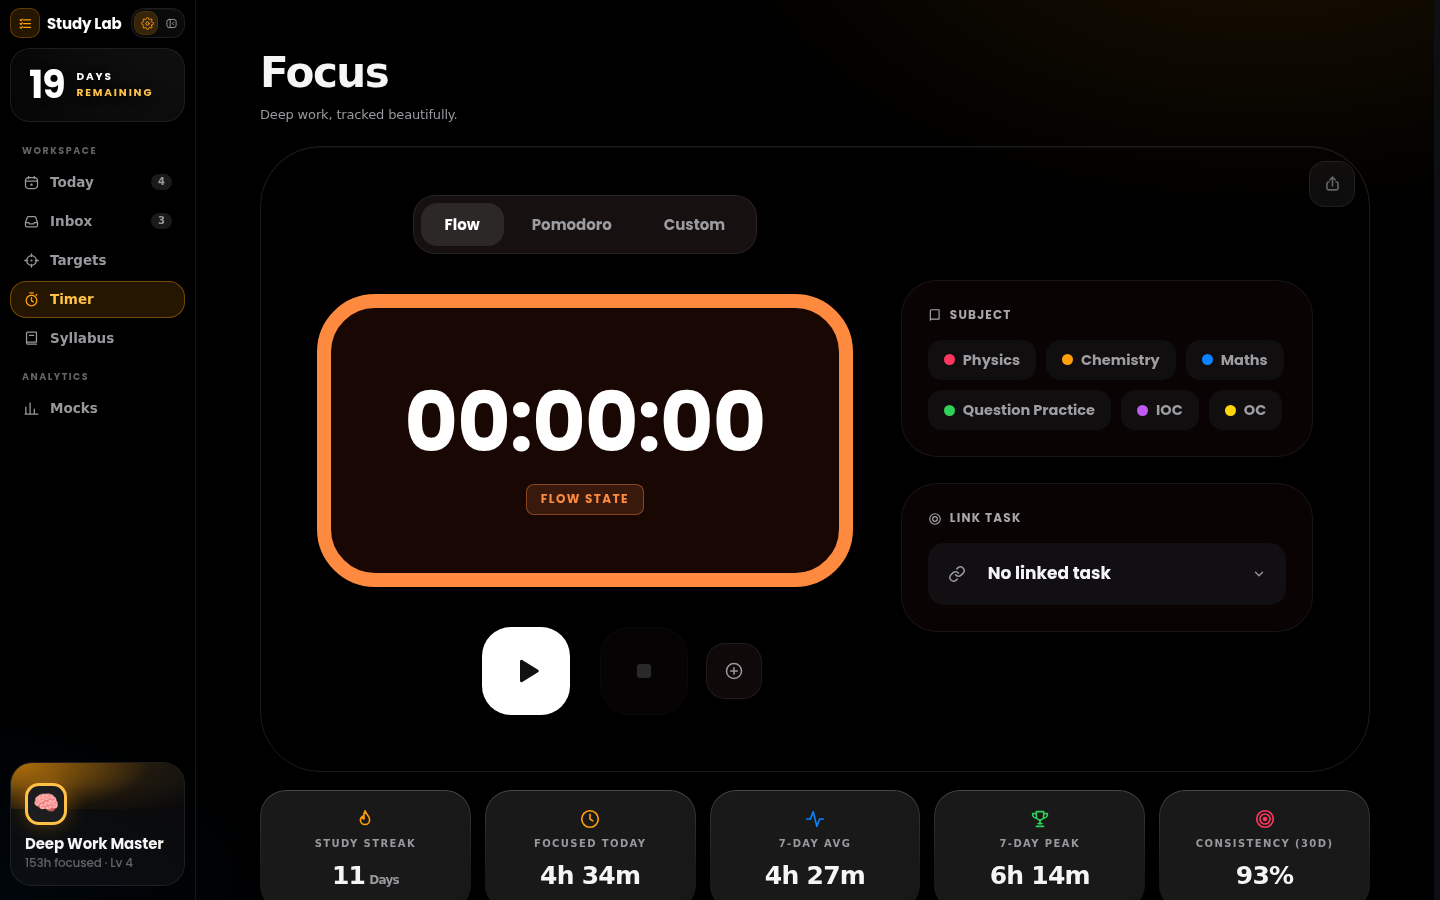 Study Lab
19 DAYS
REMAINING
WORKSPACE
Today 4
Inbox 3
Targets
Timer
Syllabus
ANALYTICS
Mocks
Deep Work Master
153h focused · Lv 4
Focus
Deep work, tracked beautifully.
Flow Pomodoro Custom
00:00:00
FLOW STATE
SUBJECT
Physics Chemistry Maths
Question Practice IOC OC
LINK TASK
No linked task
STUDY STREAK
11 Days
FOCUSED TODAY
4h 34m
7-DAY AVG
4h 27m
7-DAY PEAK
6h 14m
CONSISTENCY (30D)
93%